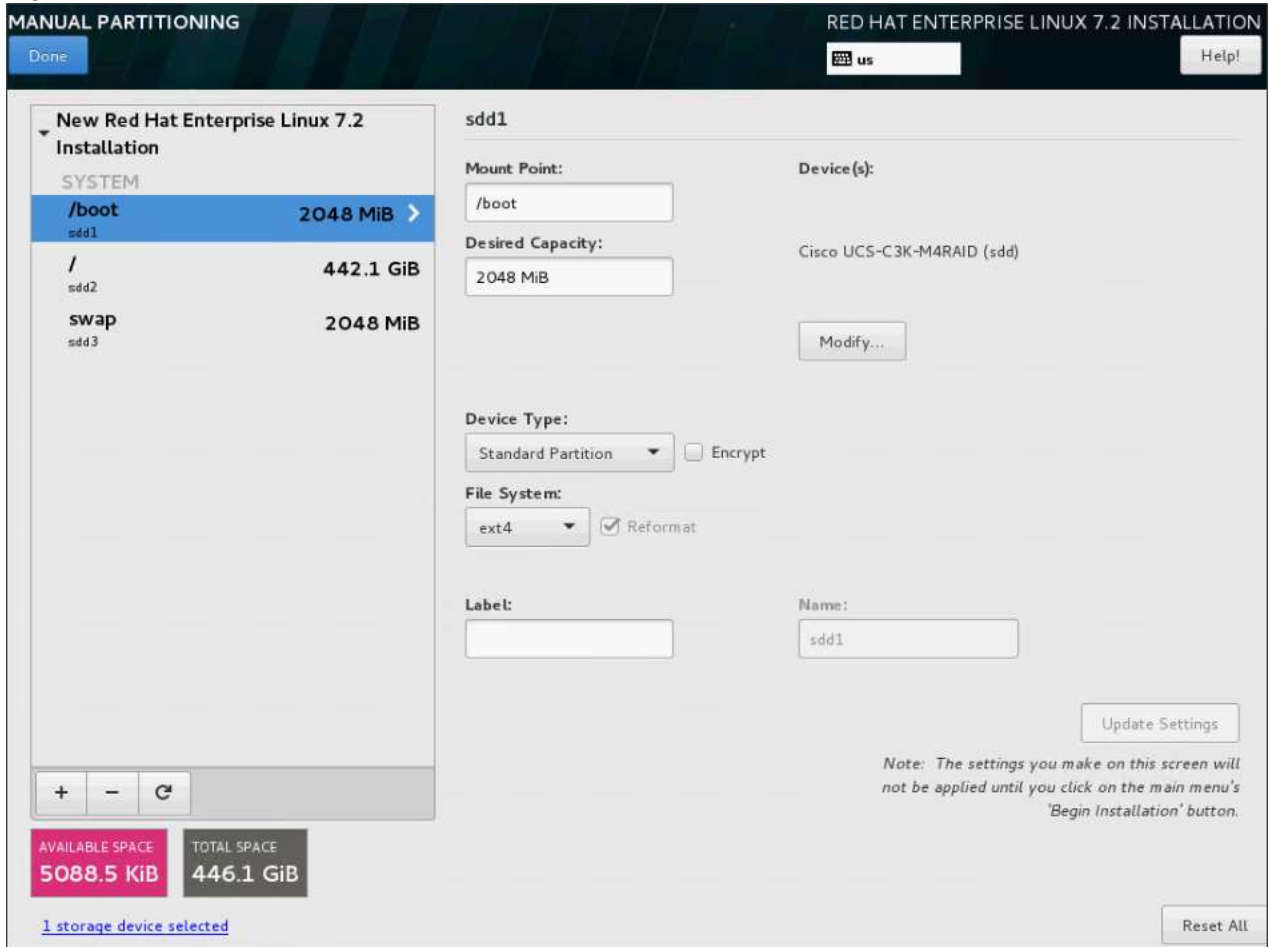 MANUAL PARTITIONING
RED HAT ENTERPRISE LINUX 7.2 INSTALLATION
Done
us
Help!
New Red Hat Enterprise Linux 7.2
Installation
SYSTEM
/boot
2048 MiB
sdd1
/
442.1 GiB
sdd2
swap
2048 MiB
sdd3
sdd1
Mount Point:
/boot
Desired Capacity:
2048 MiB
Device(s):
Cisco UCS-C3K-M4RAID (sdd)
Modify...
Device Type:
Standard Partition
Encrypt
File System:
ext4
Reformat
Label:
Name:
sdd1
Update Settings
Note: The settings you make on this screen will
not be applied until you click on the main menu's
'Begin Installation' button.
+ –
AVAILABLE SPACE
5088.5 KiB
TOTAL SPACE
446.1 GiB
1 storage device selected
Reset All